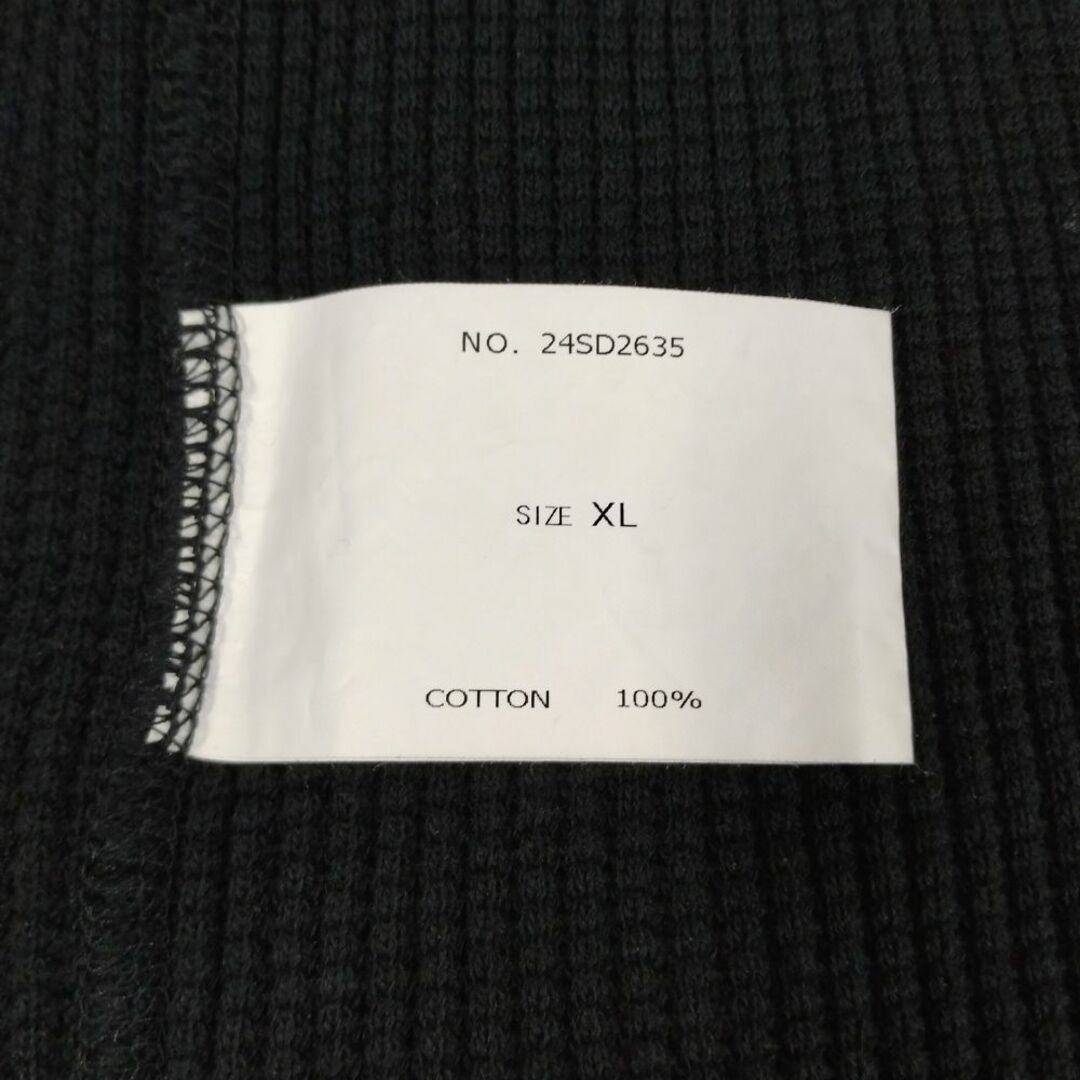 NO. 24SD2635
SIZE XL
COTTON 100%